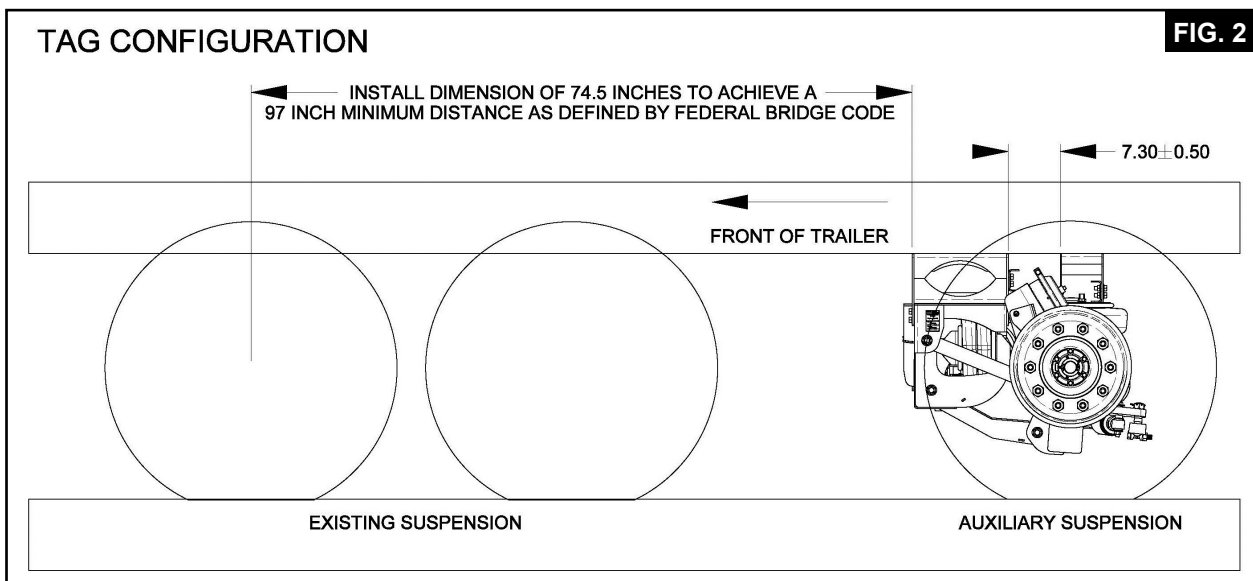 TAG CONFIGURATION
FIG. 2
INSTALL DIMENSION OF 74.5 INCHES TO ACHIEVE A
97 INCH MINIMUM DISTANCE AS DEFINED BY FEDERAL BRIDGE CODE
7.30±0.50
FRONT OF TRAILER
EXISTING SUSPENSION
AUXILIARY SUSPENSION